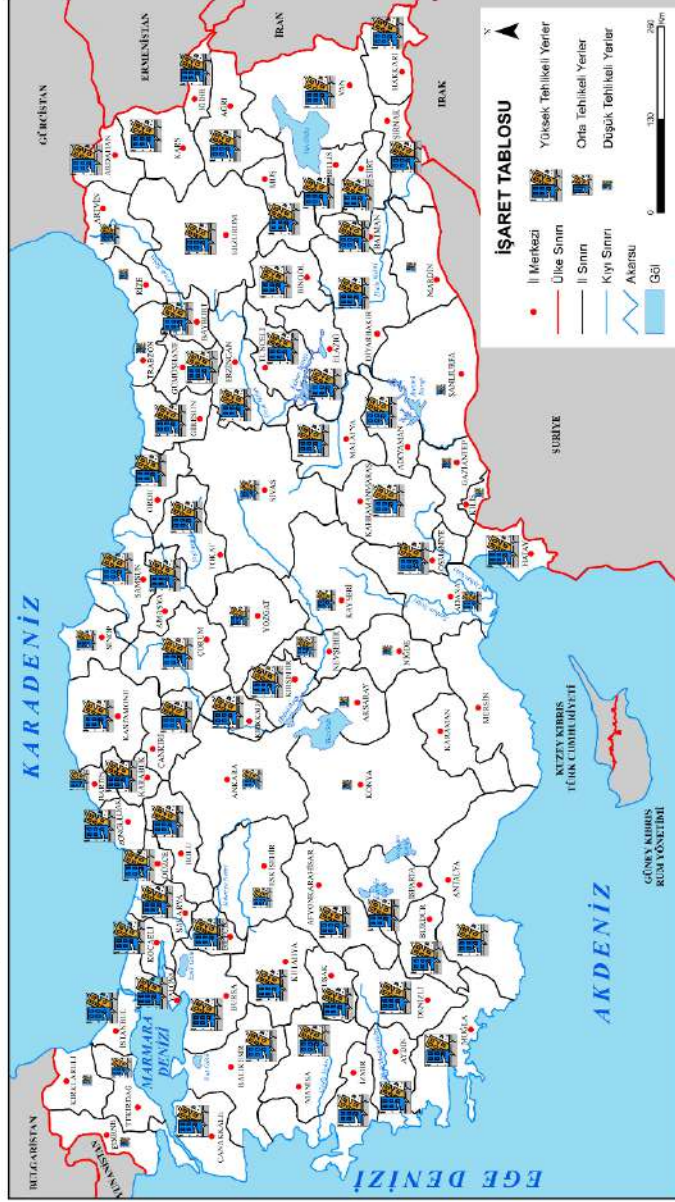 BULGARİSTAN
YUNANİSTAN
GÜRCİSTAN
ERMENİSTAN
İRAN
IRAK
SURİYE
KARADENİZ
MARMARA
DENİZİ
EGE DENİZİ
AKDENİZ
KUZEY KIBRIS
TÜRK CUMHURİYETİ
GÜNEY KIBRIS
RUM YÖNETİMİ
KIRKLARELİ
EDİRNE
TEKİRDAĞ
İSTANBUL
KOCAELİ
SAKARYA
DÜZCE
BOLU
ZONGULDAK
BARTIN
KARABÜK
KASTAMONU
ÇANKIRI
SİNOP
SAMSUN
AMASYA
ÇORUM
TOKAT
ORDU
GİRESUN
GÜMÜŞHANE
TRABZON
BAYBURT
RİZE
ARTVİN
ARDAHAN
KARS
IĞDIR
AĞRI
ERZURUM
ERZİNCAN
TUNCELİ
BİNGÖL
MUŞ
BİTLİS
VAN
HAKKARİ
ŞIRNAK
SİİRT
BATMAN
MARDİN
DİYARBAKIR
ELAZIĞ
MALATYA
ADIYAMAN
ŞANLIURFA
GAZİANTEP
KİLİS
KAHRAMANMARAŞ
OSMANİYE
HATAY
ADANA
SİVAS
KAYSERİ
YOZGAT
KIRŞEHİR
NEVŞEHİR
NİĞDE
AKSARAY
KIRIKKALE
ANKARA
KONYA
KARAMAN
MERSİN
ESKİŞEHİR
BURSA
BALIKESİR
ÇANAKKALE
KÜTAHYA
AFYONKARAHİSAR
UŞAK
MANİSA
İZMİR
AYDIN
DENİZLİ
MUĞLA
BURDUR
ISPARTA
ANTALYA
N
İŞARET TABLOSU
İl Merkezi
Ülke Sınırı
İl Sınırı
Kıyı Sınırı
Akarsu
Göl
Yüksek Tehlikeli Yerler
Orta Tehlikeli Yerler
Düşük Tehlikeli Yerler
0 130 260
Km